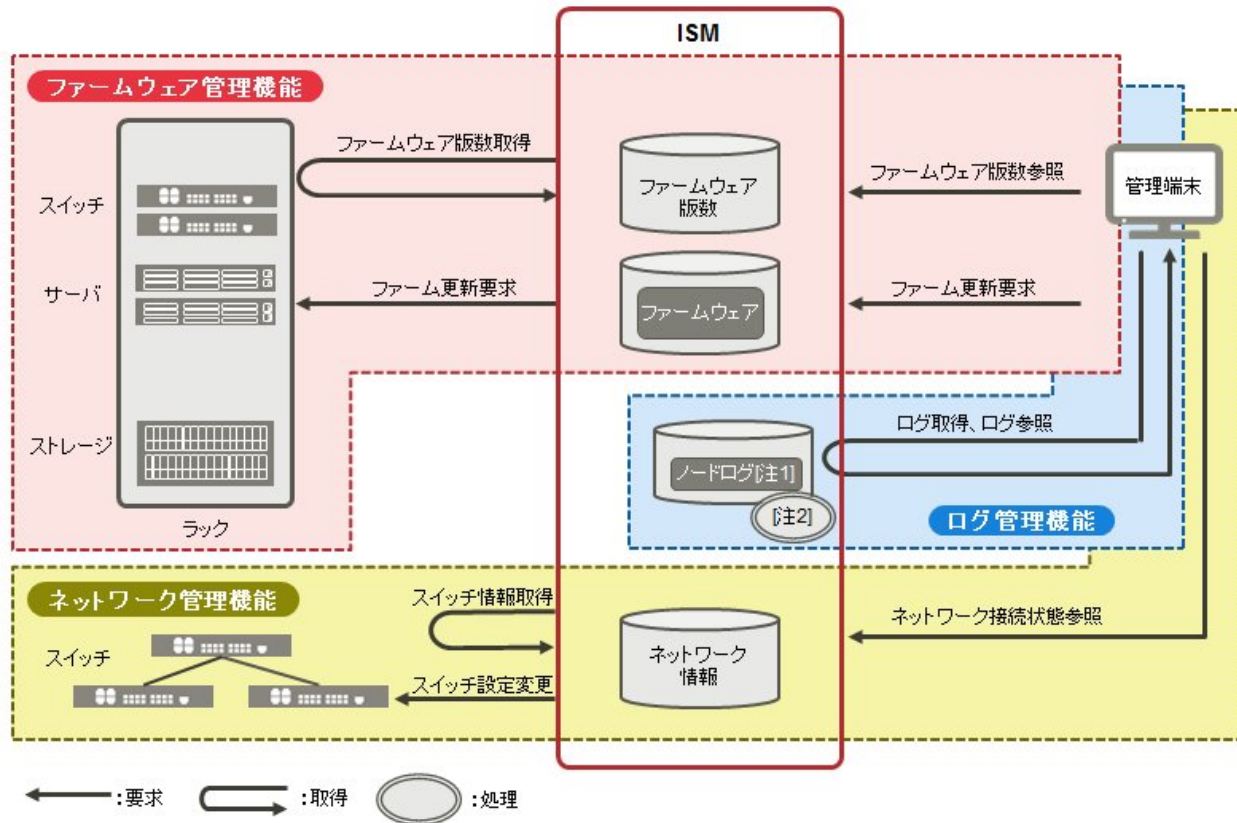 ISM
ファームウェア管理機能
ファームウェア版数取得
スイッチ
ファームウェア
版数
ファームウェア版数参照
管理端末
サーバ
ファーム更新要求
ファームウェア
ファーム更新要求
ストレージ
ラック
ログ取得、ログ参照
ノードログ[注1]
[注2]
ログ管理機能
ネットワーク管理機能
スイッチ情報取得
スイッチ
ネットワーク
情報
ネットワーク接続状態参照
スイッチ設定変更
:要求
:取得
:処理